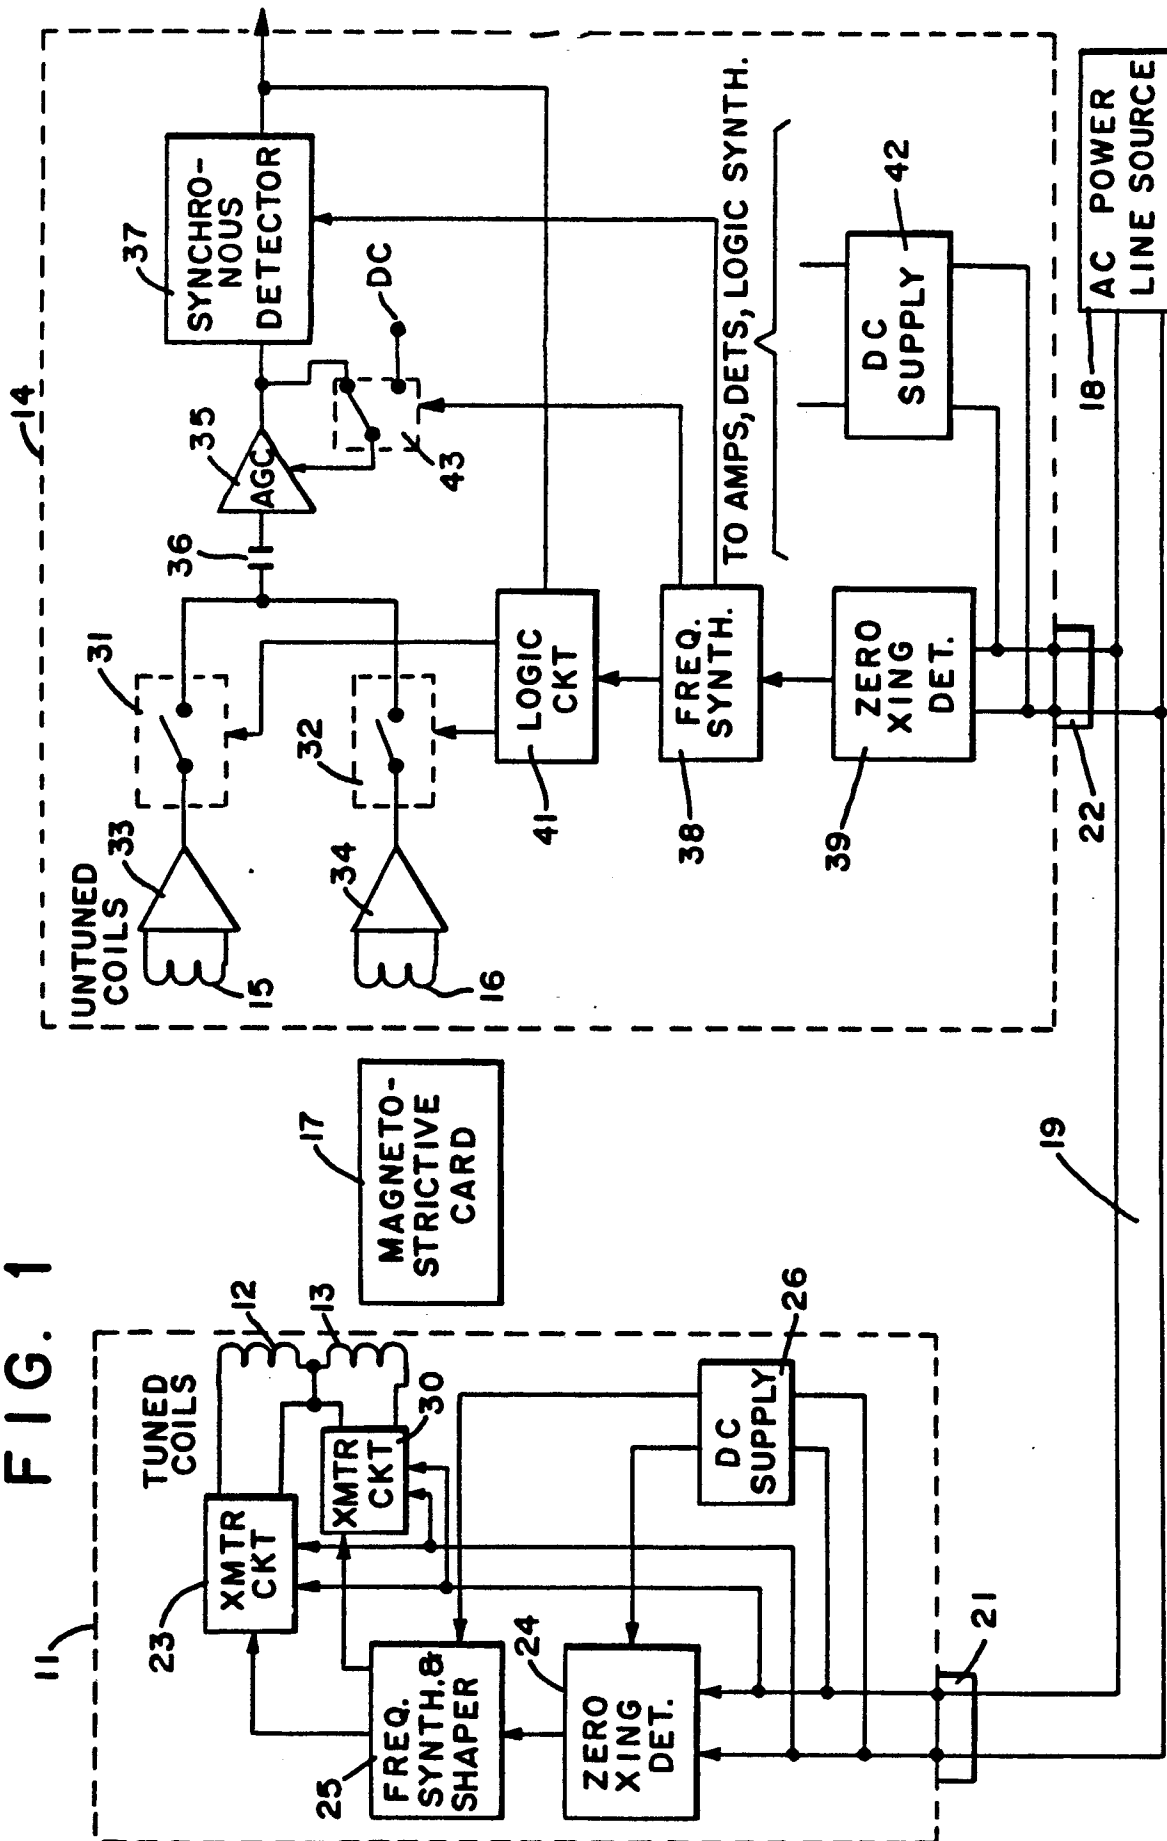 FIG. 1
11
23
XMTR
CKT
TUNED
COILS
12
13
XMTR
CKT
30
25
FREQ.
SYNTH. &
SHAPER
24
ZERO
XING
DET.
DC
SUPPLY
26
21
17
MAGNETO-
STRICTIVE
CARD
19
14
UNTUNED
COILS
15
33
31
16
34
32
36
35
AGC
43
DC
37
SYNCHRO-
NOUS
DETECTOR
41
LOGIC
CKT
38
FREQ.
SYNTH.
39
ZERO
XING
DET.
TO AMPS, DETS, LOGIC SYNTH.
DC
SUPPLY
42
22
18
AC POWER
LINE SOURCE